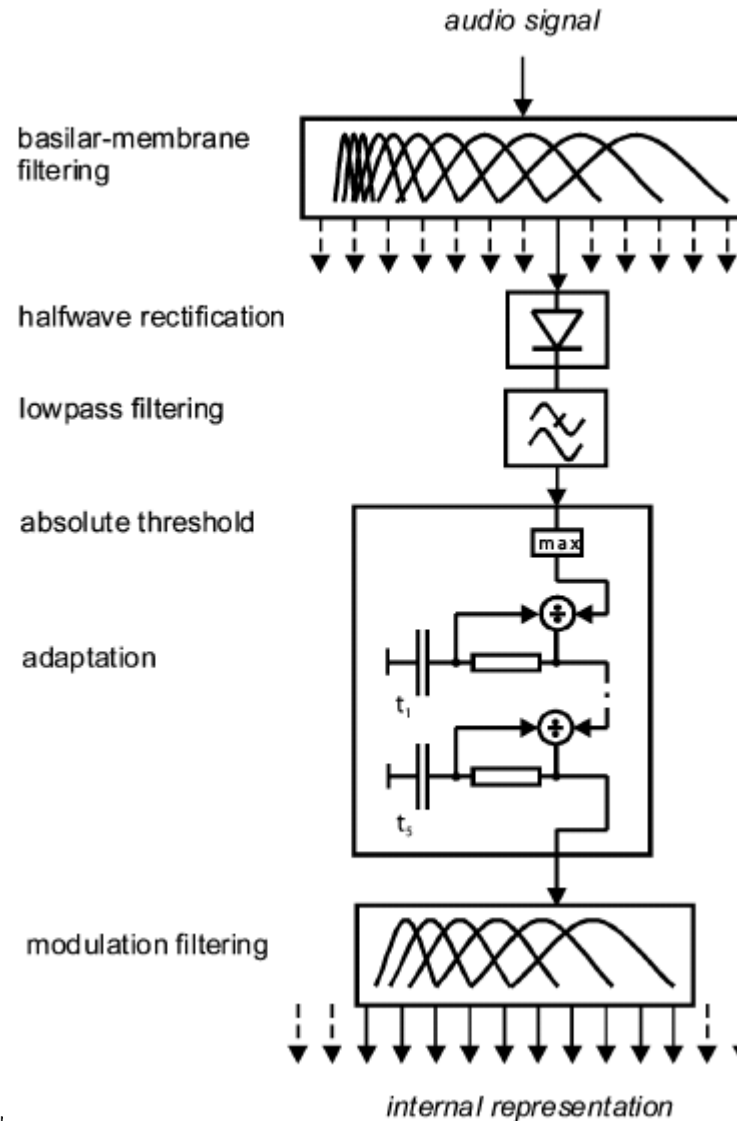 audio signal
basilar-membrane
filtering
halfwave rectification
lowpass filtering
absolute threshold
max
÷
adaptation
t₁
÷
t₅
modulation filtering
internal representation